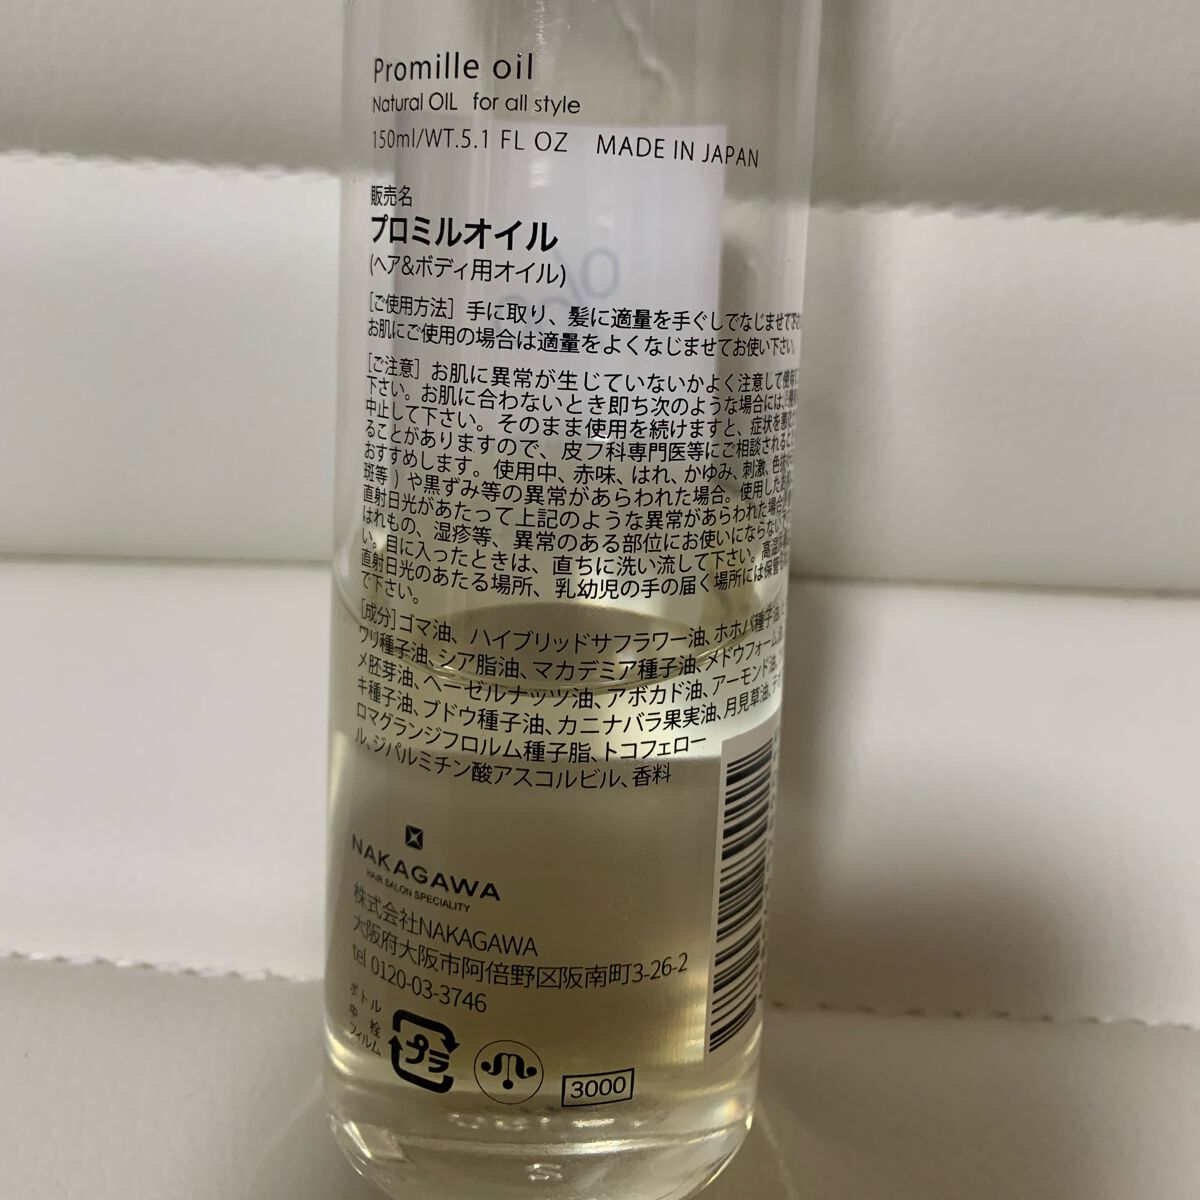 Promille oil
Natural OIL for all style
150ml/WT.5.1 FL OZ MADE IN JAPAN
販売名
プロミルオイル
(ヘア&ボディ用オイル)
[ご使用方法] 手に取り、髪に適量を手ぐしでなじませて
お肌にご使用の場合は適量をよくなじませてお使い下さい。
[ご注意] お肌に異常が生じていないかよく注意して使用
下さい。お肌に合わないとき即ち次のような場合には、
中止して下さい。そのまま使用を続けますと、症状を
ることがありますので、皮フ科専門医等にご相談されること
おすすめします。使用中、赤味、はれ、かゆみ、刺激、色
斑等)や黒ずみ等の異常があらわれた場合。使用した
直射日光があたって上記のような異常があらわれた場合
はれもの、湿疹等、異常のある部位にお使いにならない
い。目に入ったときは、直ちに洗い流して下さい。高温
直射日光のあたる場所、乳幼児の手の届く場所には保管
で下さい。
[成分]ゴマ油、ハイブリッドサフラワー油、ホホバ種子油、
ウリ種子油、シア脂油、マカデミア種子油、メドウフォーム油、
メ胚芽油、ヘーゼルナッツ油、アボカド油、アーモンド油、
キ種子油、ブドウ種子油、カニナバラ果実油、月見草油、テ
ロマグランジフロルム種子脂、トコフェロー
ル、ジパルミチン酸アスコルビル、香料
NAKAGAWA
HAIR SALON SPECIALITY
株式会社NAKAGAWA
大阪府大阪市阿倍野区阪南町3-26-2
tel 0120-03-3746
ボトル
中栓
フィルム
プラ
3000